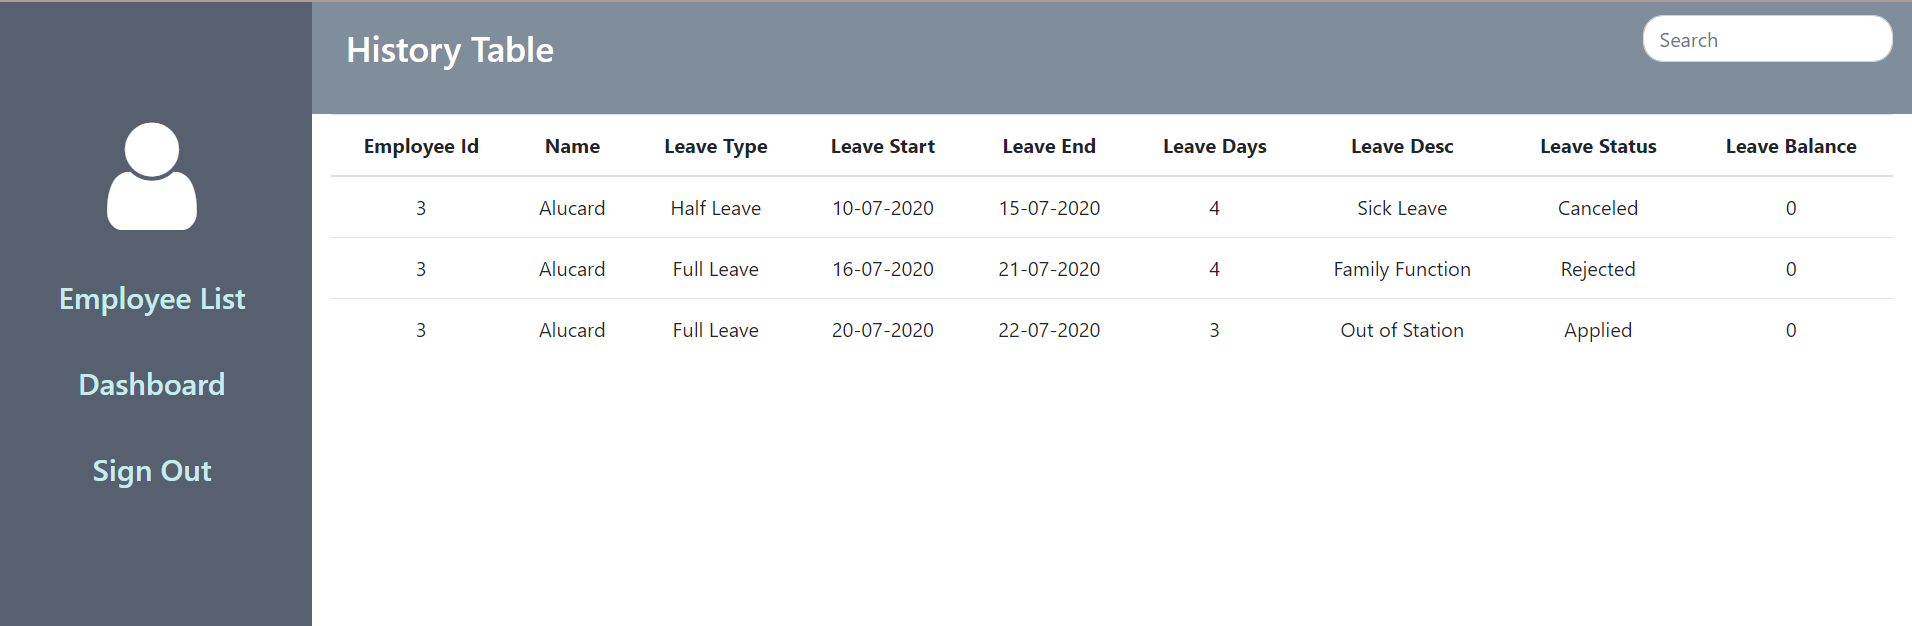 History Table
Search
Employee List
Dashboard
Sign Out
Employee Id Name Leave Type Leave Start Leave End Leave Days Leave Desc Leave Status Leave Balance
3 Alucard Half Leave 10-07-2020 15-07-2020 4 Sick Leave Canceled 0
3 Alucard Full Leave 16-07-2020 21-07-2020 4 Family Function Rejected 0
3 Alucard Full Leave 20-07-2020 22-07-2020 3 Out of Station Applied 0